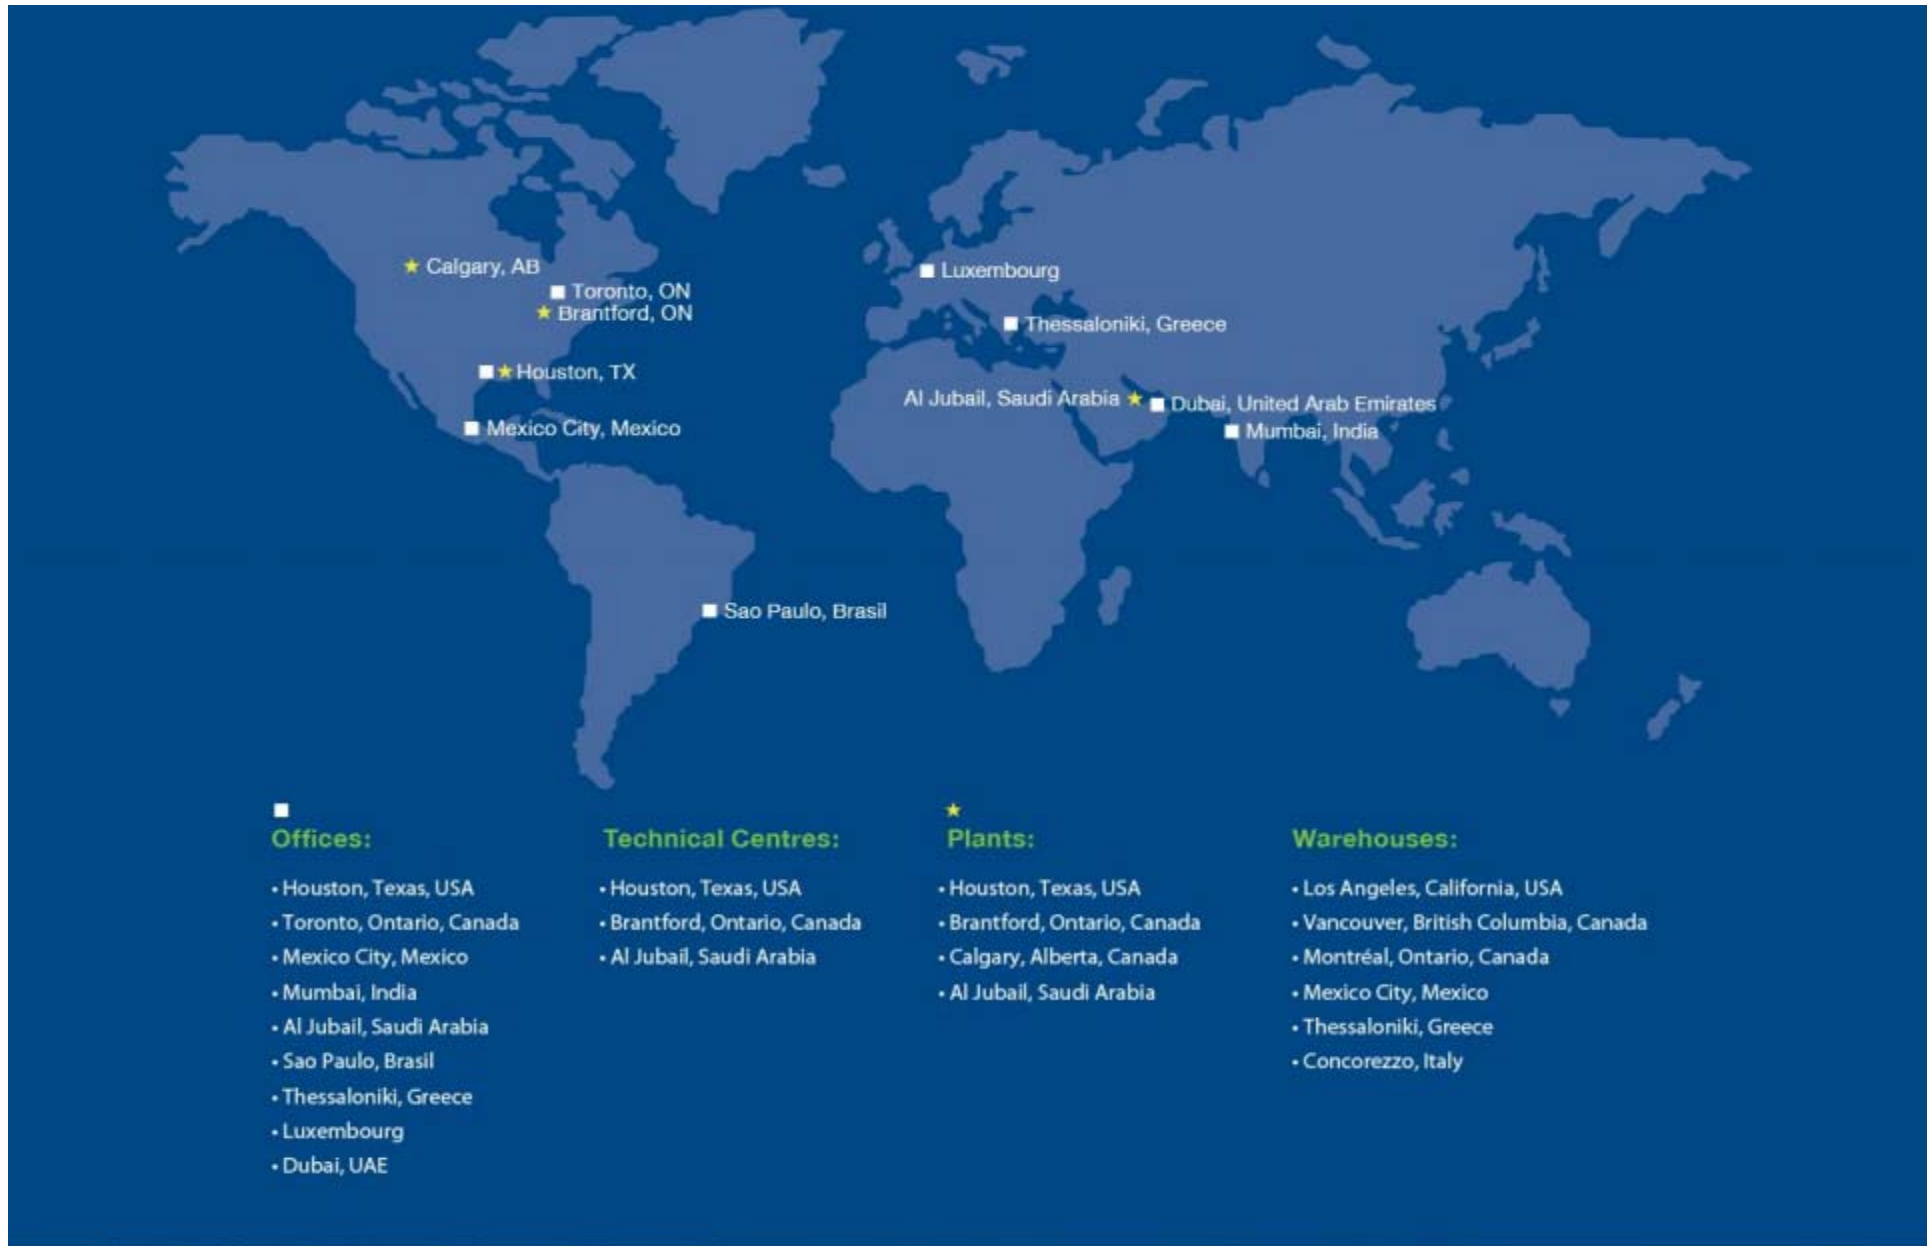 Calgary, AB
Toronto, ON
Brantford, ON
Houston, TX
Mexico City, Mexico
Sao Paulo, Brasil
Luxembourg
Thessaloniki, Greece
Al Jubail, Saudi Arabia
Dubai, United Arab Emirates
Mumbai, India
Offices:
• Houston, Texas, USA
• Toronto, Ontario, Canada
• Mexico City, Mexico
• Mumbai, India
• Al Jubail, Saudi Arabia
• Sao Paulo, Brasil
• Thessaloniki, Greece
• Luxembourg
• Dubai, UAE
Technical Centres:
• Houston, Texas, USA
• Brantford, Ontario, Canada
• Al Jubail, Saudi Arabia
Plants:
• Houston, Texas, USA
• Brantford, Ontario, Canada
• Calgary, Alberta, Canada
• Al Jubail, Saudi Arabia
Warehouses:
• Los Angeles, California, USA
• Vancouver, British Columbia, Canada
• Montréal, Ontario, Canada
• Mexico City, Mexico
• Thessaloniki, Greece
• Concorezzo, Italy